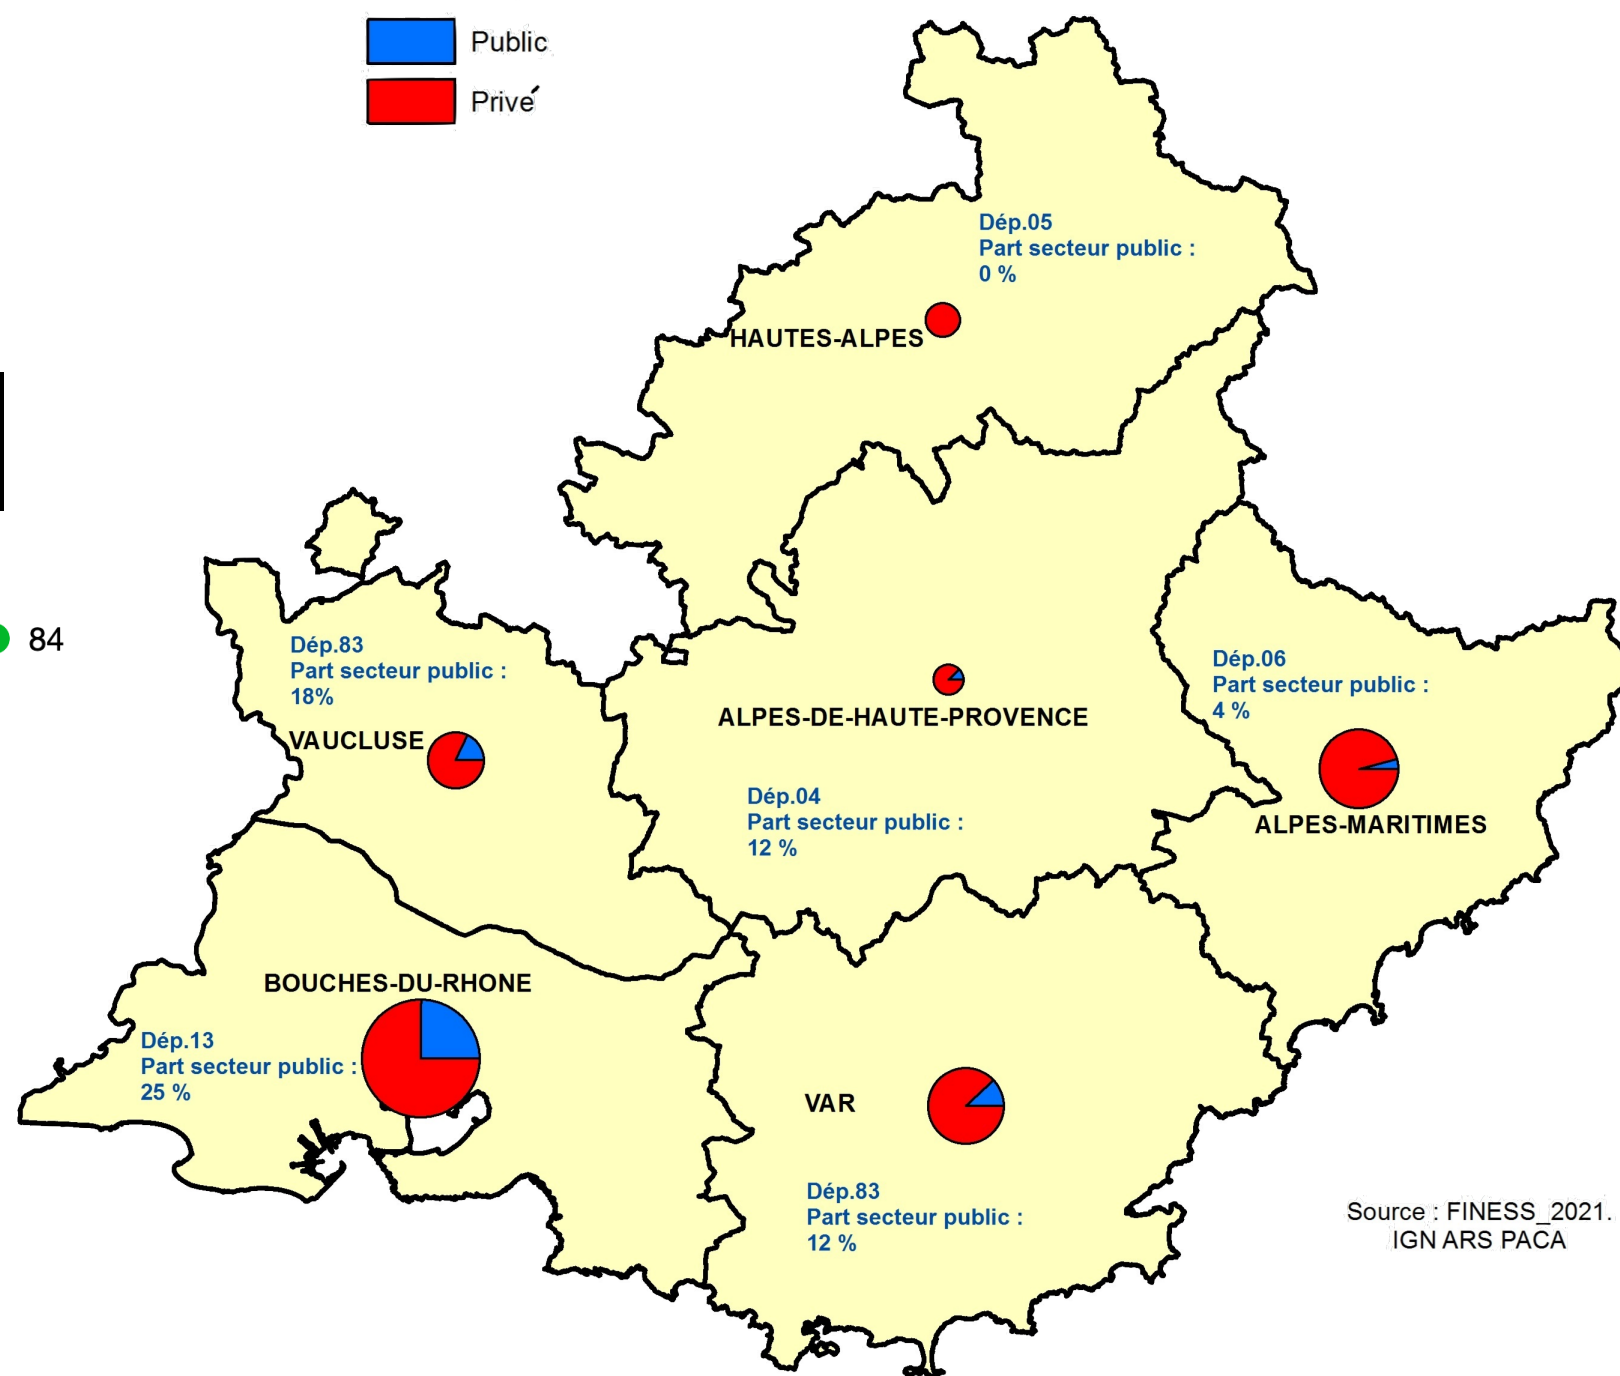 Public
Privé
Dép.05
Part secteur public :
0 %
HAUTES-ALPES
84
Dép.83
Part secteur public :
18%
VAUCLUSE
Dép.06
Part secteur public :
4 %
ALPES-MARITIMES
ALPES-DE-HAUTE-PROVENCE
Dép.04
Part secteur public :
12 %
BOUCHES-DU-RHONE
Dép.13
Part secteur public :
25 %
VAR
Dép.83
Part secteur public :
12 %
Source : FINESS_2021.
IGN ARS PACA